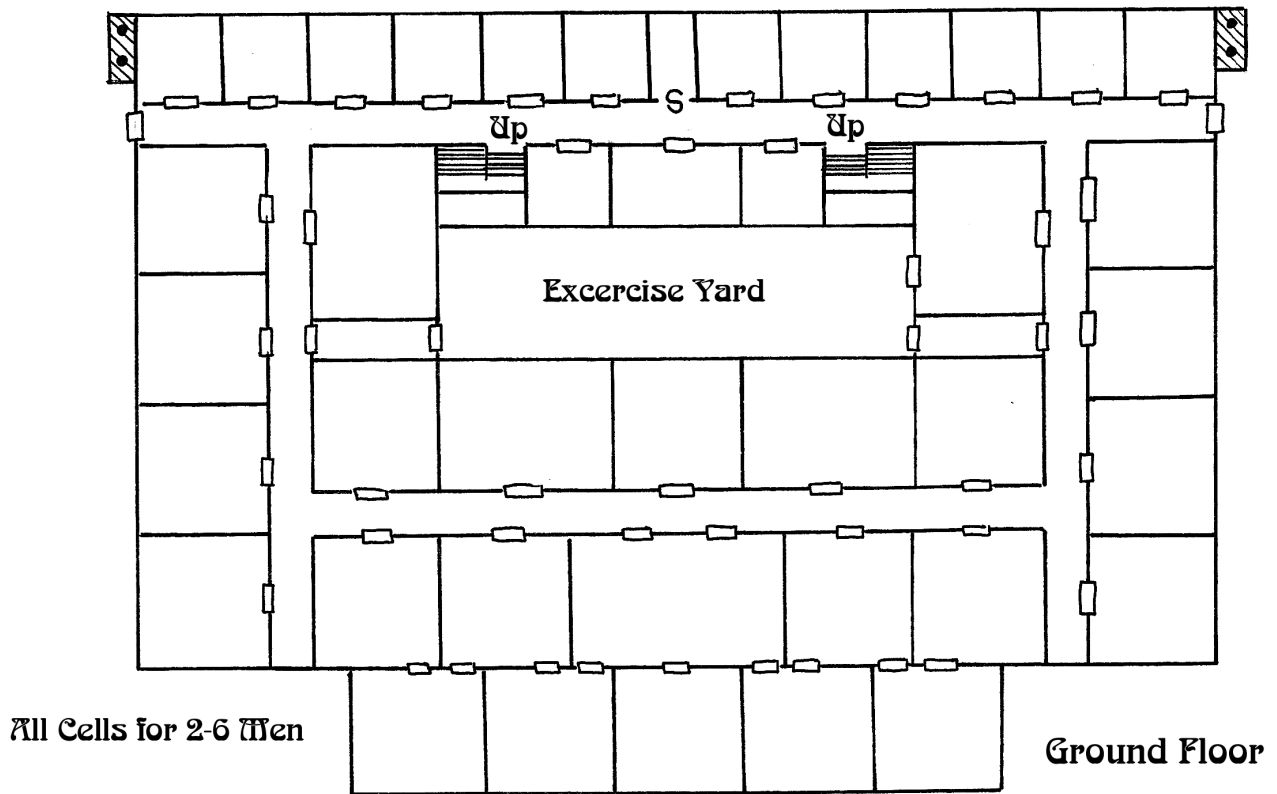 S
Up
Up
Excercise Yard
All Cells for 2-6 Men
Ground Floor